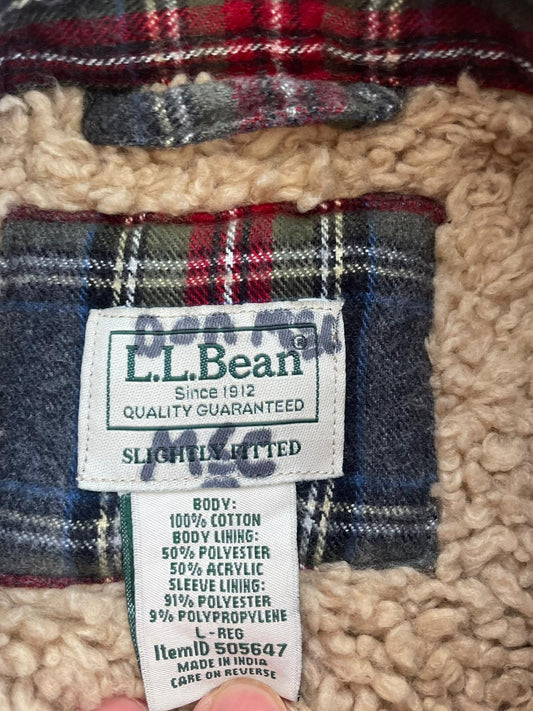 L.L.Bean®
Since 1912
QUALITY GUARANTEED
SLIGHTLY FITTED
BODY:
100% COTTON
BODY LINING:
50% POLYESTER
50% ACRYLIC
SLEEVE LINING:
91% POLYESTER
9% POLYPROPYLENE
L - REG
ItemID 505647
MADE IN INDIA
CARE ON REVERSE